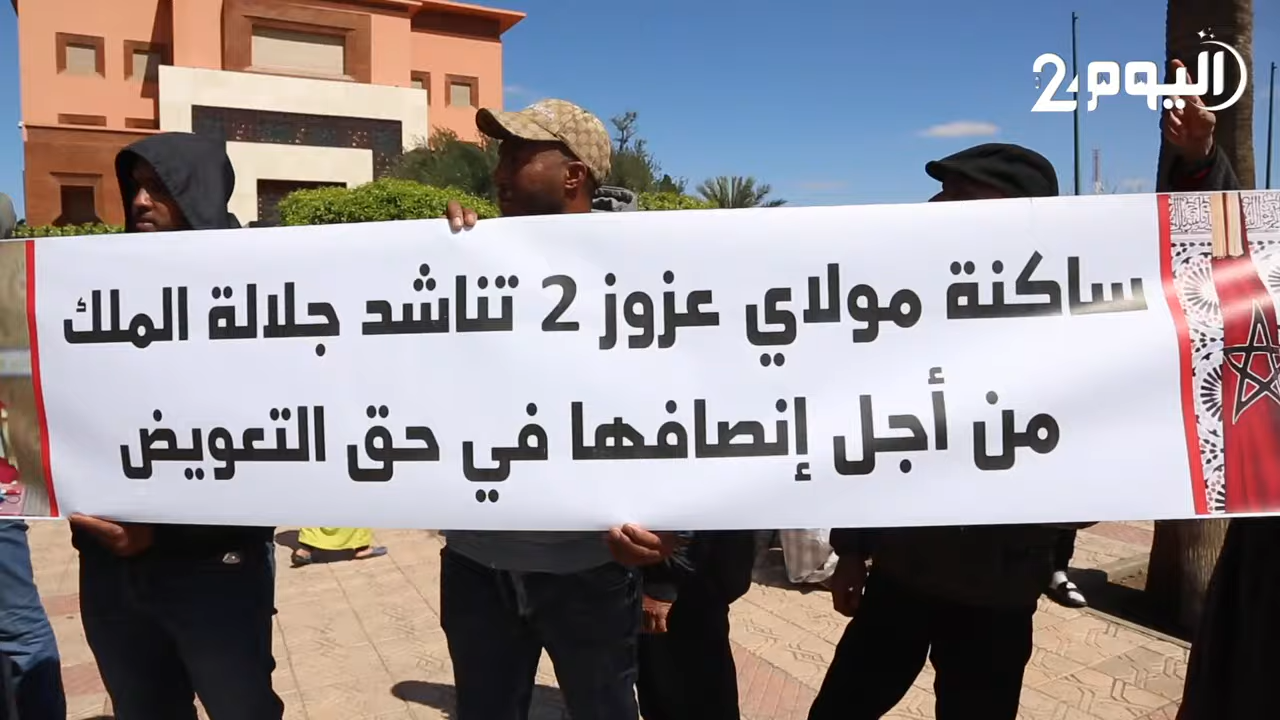 اليوم 24
ساكنة مولاي عزوز 2 تناشد جلالة الملك
من أجل إنصافها في حق التعويض